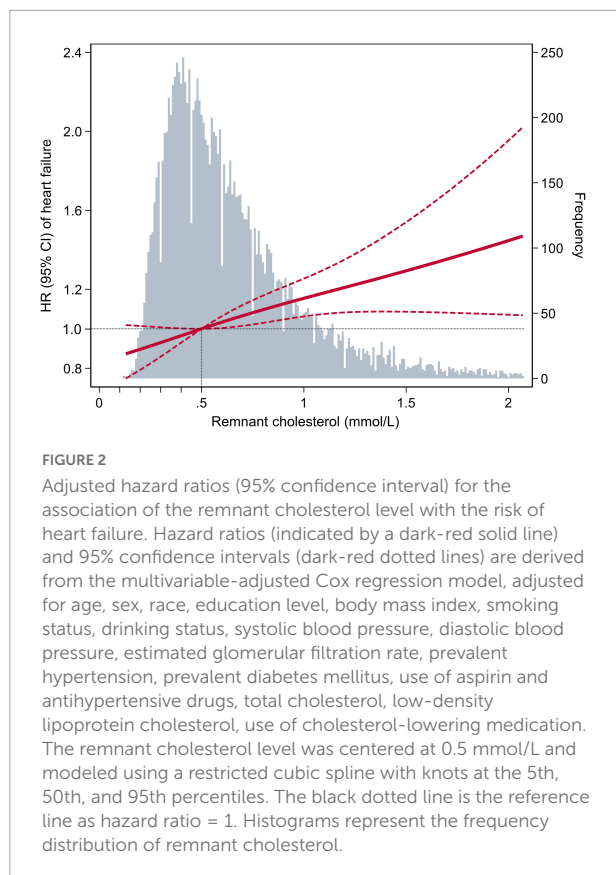 2.4
2.0
1.6
1.2
1.0
0.8
HR (95% CI) of heart failure
250
200
150
100
50
0
Frequency
0 .5 1 1.5 2
Remnant cholesterol (mmol/L)
FIGURE 2
Adjusted hazard ratios (95% confidence interval) for the
association of the remnant cholesterol level with the risk of
heart failure. Hazard ratios (indicated by a dark-red solid line)
and 95% confidence intervals (dark-red dotted lines) are derived
from the multivariable-adjusted Cox regression model, adjusted
for age, sex, race, education level, body mass index, smoking
status, drinking status, systolic blood pressure, diastolic blood
pressure, estimated glomerular filtration rate, prevalent
hypertension, prevalent diabetes mellitus, use of aspirin and
antihypertensive drugs, total cholesterol, low-density
lipoprotein cholesterol, use of cholesterol-lowering medication.
The remnant cholesterol level was centered at 0.5 mmol/L and
modeled using a restricted cubic spline with knots at the 5th,
50th, and 95th percentiles. The black dotted line is the reference
line as hazard ratio = 1. Histograms represent the frequency
distribution of remnant cholesterol.